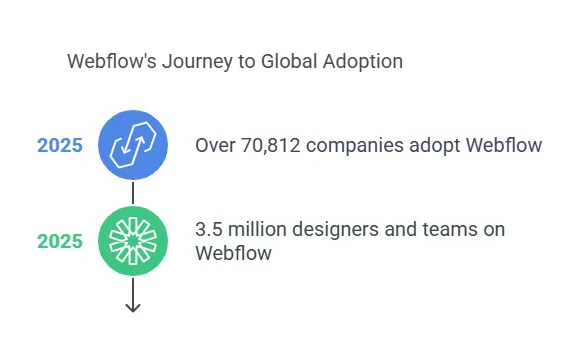 Webflow's Journey to Global Adoption
2025
Over 70,812 companies adopt Webflow
2025
3.5 million designers and teams on
Webflow